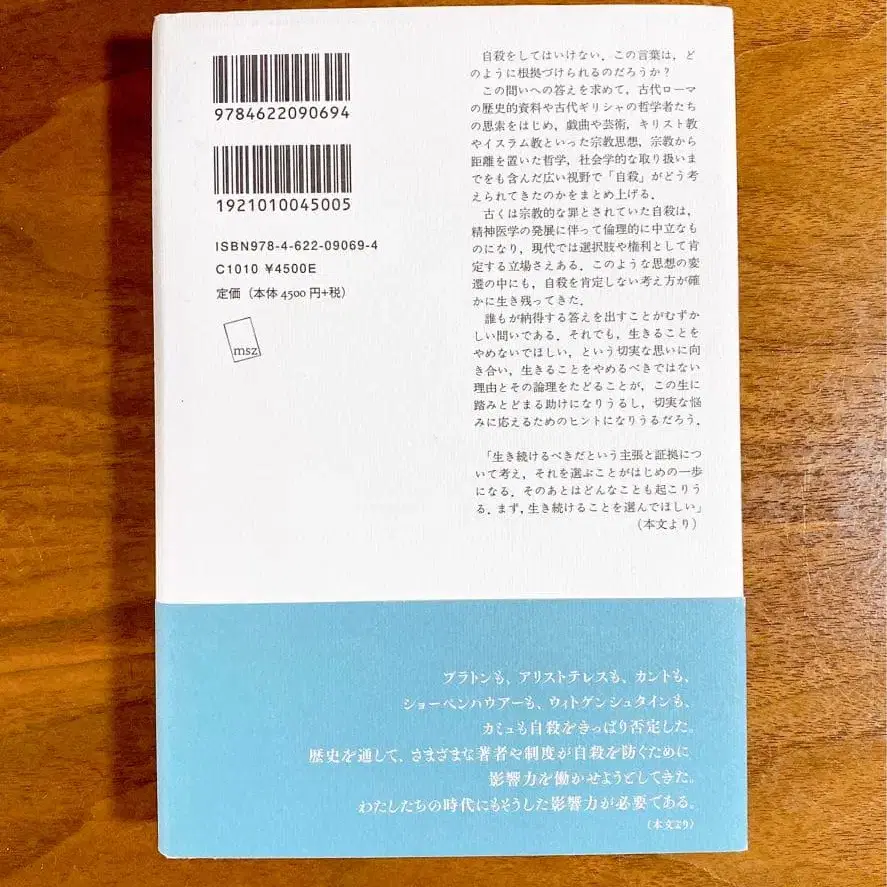 9784622090694
1921010045005
ISBN978-4-622-09069-4
C1010 ¥4500E
定価（本体4500円+税）
msz
自殺をしてはいけない．この言葉は，ど
のように根拠づけられるのだろうか？
この問いへの答えを求めて，古代ローマ
の歴史的資料や古代ギリシャの哲学者たち
の思索をはじめ，戯曲や芸術，キリスト教
やイスラム教といった宗教思想，宗教から
距離を置いた哲学，社会学的な取り扱いま
でをも含んだ広い視野で「自殺」がどう考
えられてきたのかをまとめ上げる．
古くは宗教的な罪とされていた自殺は，
精神医学の発展に伴って倫理的に中立なも
のになり，現代では選択肢や権利として肯
定する立場さえある．このような思想の変
遷の中にも，自殺を肯定しない考え方が確
かに生き残ってきた．
誰もが納得する答えを出すことがむずか
しい問いである．それでも，生きることを
やめないでほしい，という切実な思いに向
き合い，生きることをやめるべきではない
理由とその論理をたどることが，この生に
踏みとどまる助けになりうるし，切実な悩
みに応えるためのヒントになりうるだろう．
「生き続けるべきだという主張と証拠につ
いて考え，それを選ぶことがはじめの一歩
になる．そのあとはどんなことも起こりう
る．まず，生き続けることを選んでほしい」
（本文より）
プラトンも、アリストテレスも、カントも、
ショーペンハウアーも、ウィトゲンシュタインも、
カミュも自殺をきっぱり否定した。
歴史を通して、さまざまな著者や制度が自殺を防ぐために
影響力を働かせようとしてきた。
わたしたちの時代にもそうした影響力が必要である。
（本文より）